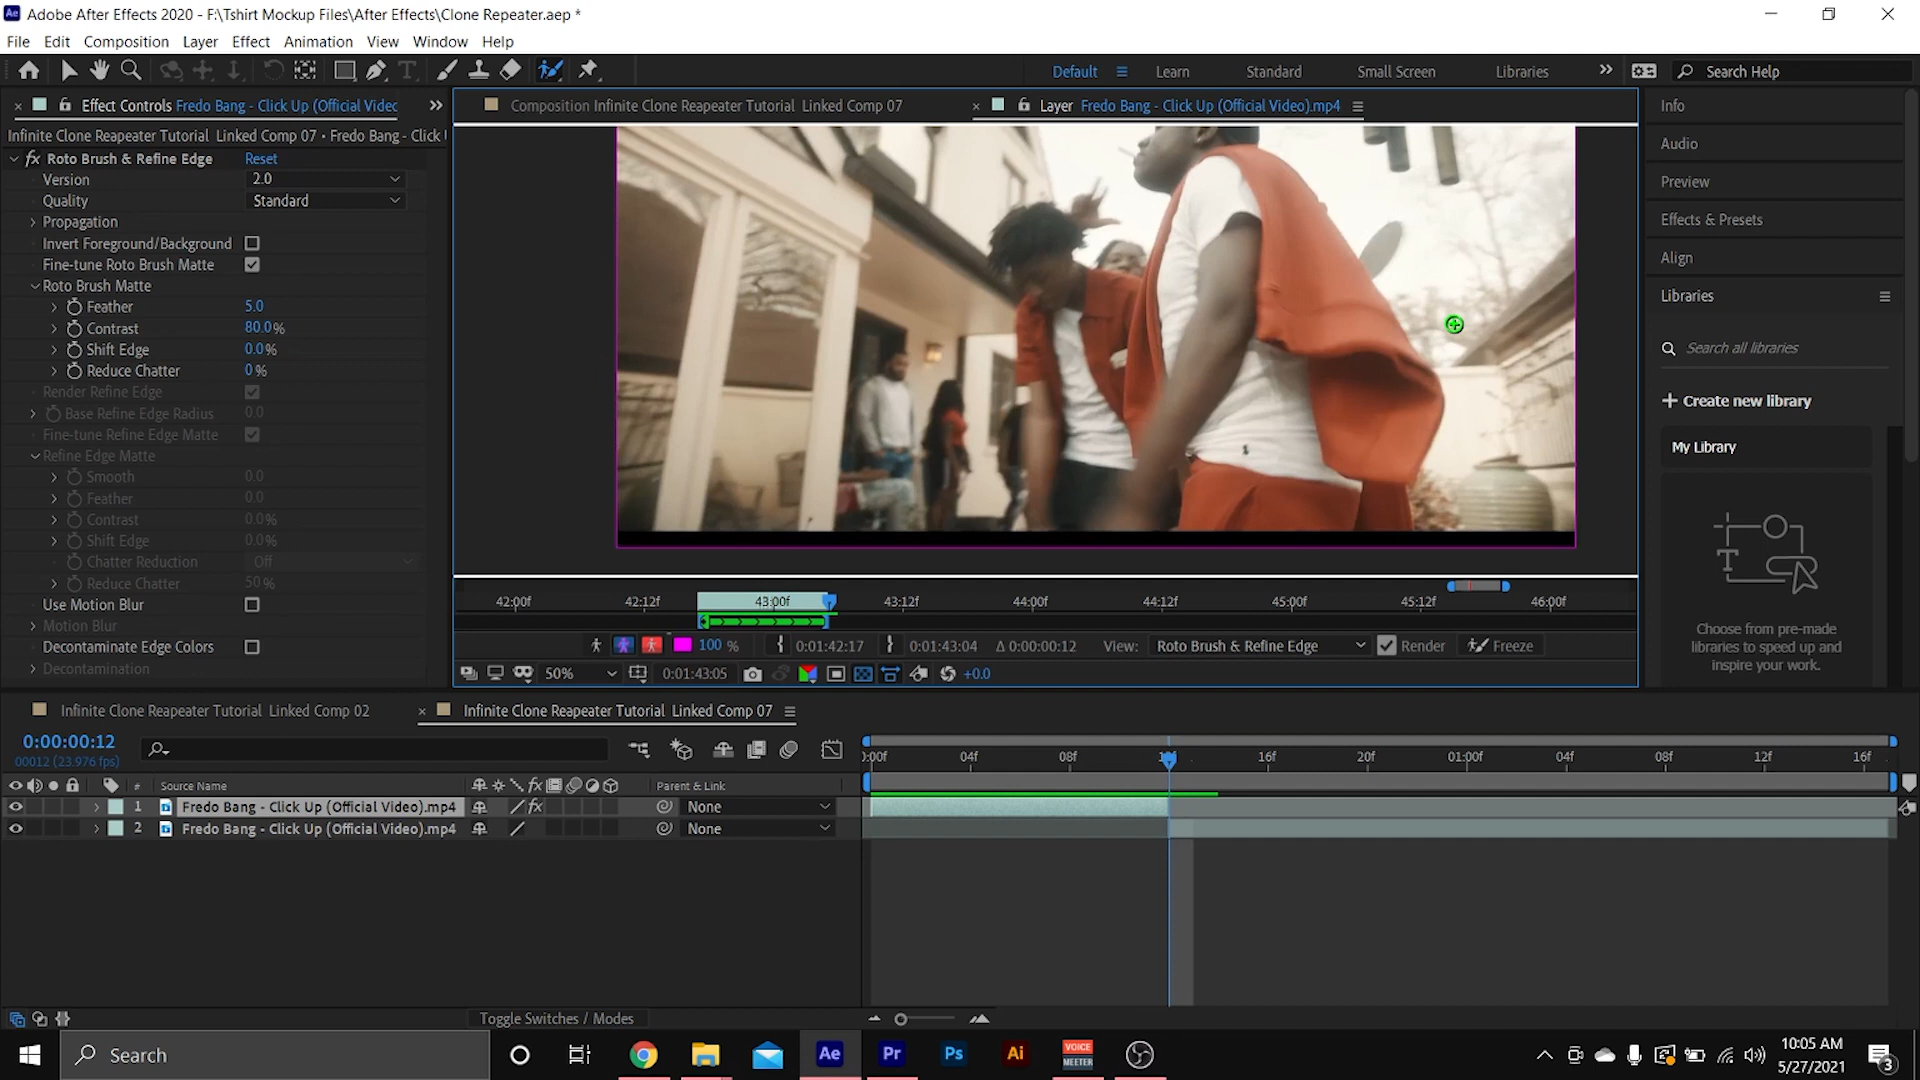 Adobe After Effects 2020 - F:\Tshirt Mockup Files\After Effects\Clone Repeater.aep *
File Edit Composition Layer Effect Animation View Window Help
Default Learn Standard Small Screen Libraries Search Help
Effect Controls Fredo Bang - Click Up (Official Videc
Composition Infinite Clone Reapeater Tutorial Linked Comp 07
Layer Fredo Bang - Click Up (Official Video).mp4
Infinite Clone Reapeater Tutorial Linked Comp 07 • Fredo Bang - Click
fx Roto Brush & Refine Edge Reset
Version 2.0
Quality Standard
Propagation
Invert Foreground/Background
Fine-tune Roto Brush Matte
Roto Brush Matte
Feather 5.0
Contrast 80.0%
Shift Edge 0.0%
Reduce Chatter 0%
Render Refine Edge
Base Refine Edge Radius 0.0
Fine-tune Refine Edge Matte
Refine Edge Matte
Smooth 0.0
Feather 0.0
Contrast 0.0%
Shift Edge 0.0%
Chatter Reduction Off
Reduce Chatter 50%
Use Motion Blur
Motion Blur
Decontaminate Edge Colors
Decontamination
42:00f 42:12f 43:00f 43:12f 44:00f 44:12f 45:00f 45:12f 46:00f
100 % 0:01:42:17 0:01:43:04 Δ 0:00:00:12 View: Roto Brush & Refine Edge Render Freeze
50% 0:01:43:05 +0.0
Info
Audio
Preview
Effects & Presets
Align
Libraries
Search all libraries
+ Create new library
My Library
Choose from pre-made
libraries to speed up and
inspire your work.
Infinite Clone Reapeater Tutorial Linked Comp 02
Infinite Clone Reapeater Tutorial Linked Comp 07
0:00:00:12
00012 (23.976 fps)
:00f 04f 08f 16f 20f 01:00f 04f 08f 12f 16f
# Source Name fx Parent & Link
1 Fredo Bang - Click Up (Official Video).mp4 fx None
2 Fredo Bang - Click Up (Official Video).mp4 None
Toggle Switches / Modes
Search
Ae Pr Ps Ai VOICE MEETER
10:05 AM
5/27/2021
3